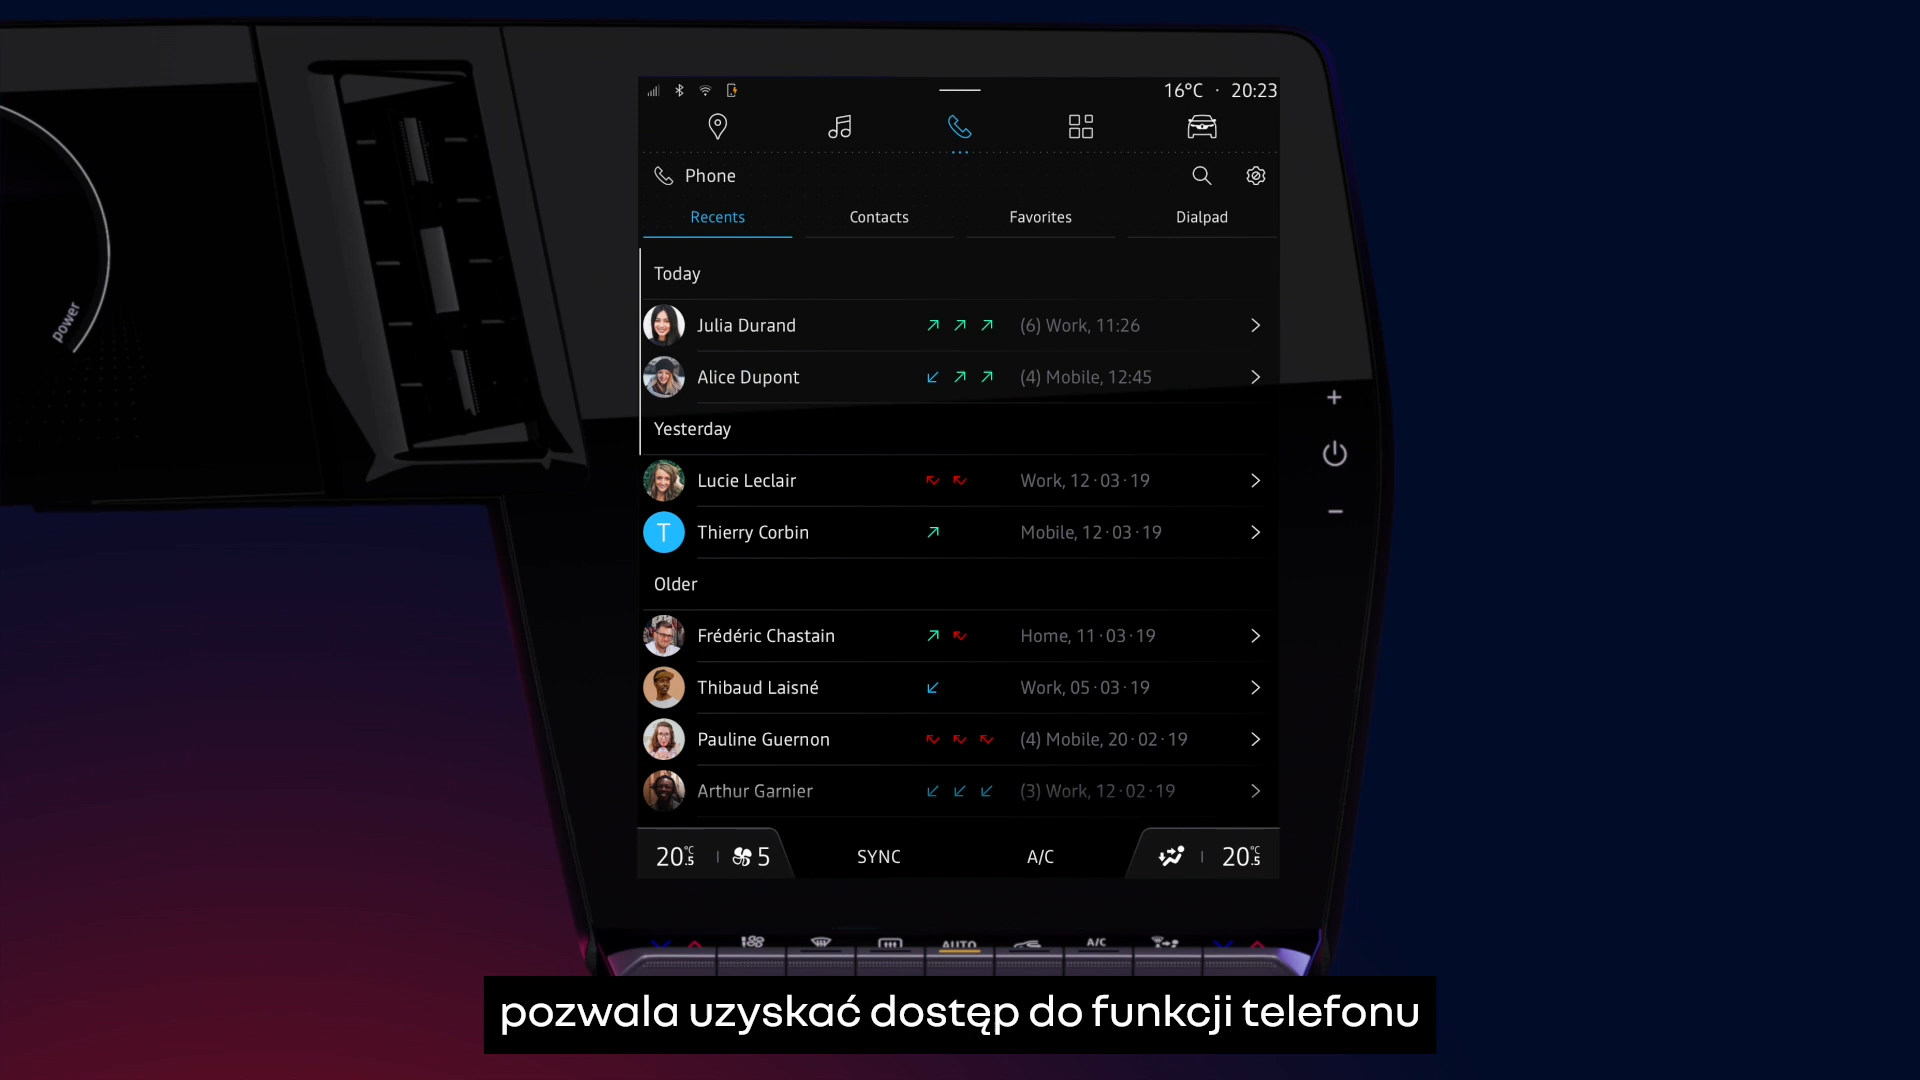 power
16°C · 20:23
Phone
Recents Contacts Favorites Dialpad
Today
Julia Durand (6) Work, 11:26
Alice Dupont (4) Mobile, 12:45
Yesterday
Lucie Leclair Work, 12·03·19
T Thierry Corbin Mobile, 12·03·19
Older
Frédéric Chastain Home, 11·03·19
Thibaud Laisné Work, 05·03·19
Pauline Guernon (4) Mobile, 20·02·19
Arthur Garnier (3) Work, 12·02·19
20.5°C 5 SYNC A/C 20.5°C
AUTO A/C
pozwala uzyskać dostęp do funkcji telefonu